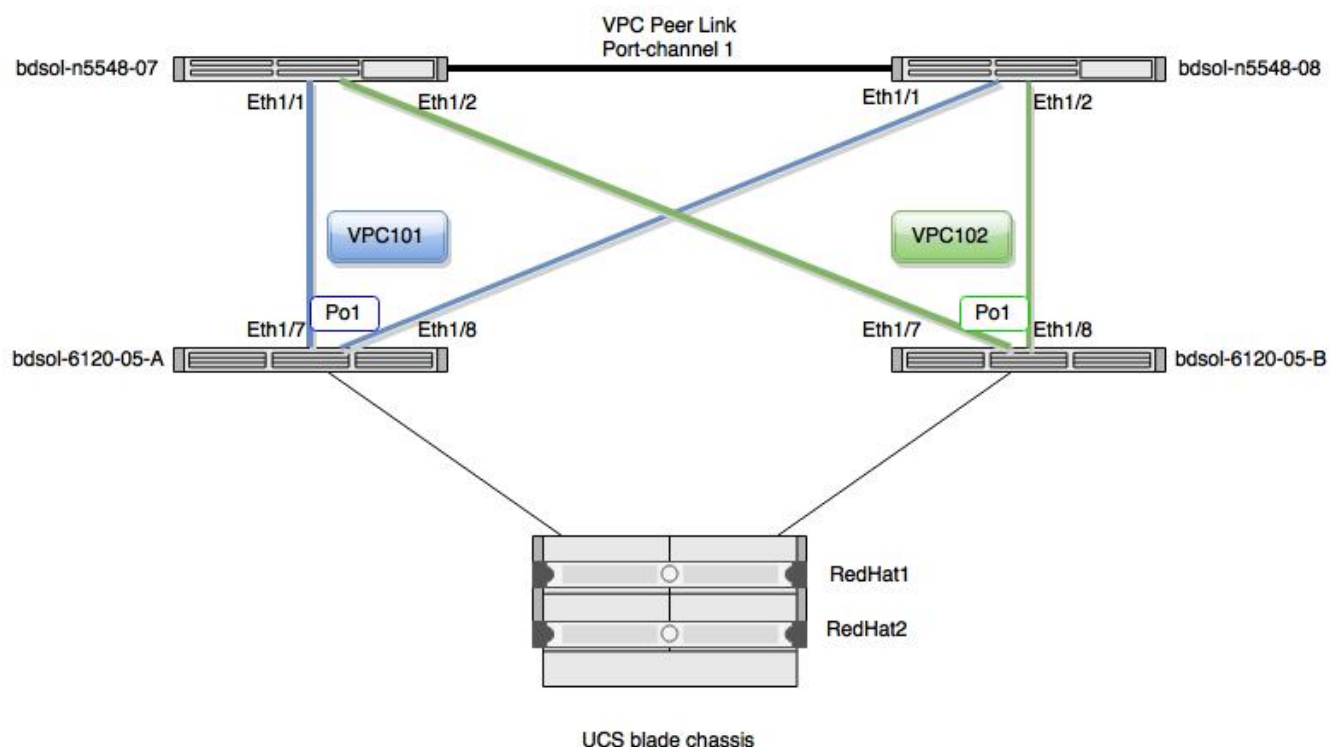 VPC Peer Link
Port-channel 1
bdsol-n5548-07
bdsol-n5548-08
Eth1/1
Eth1/2
Eth1/1
Eth1/2
VPC101
VPC102
Po1
Po1
Eth1/7
Eth1/8
Eth1/7
Eth1/8
bdsol-6120-05-A
bdsol-6120-05-B
RedHat1
RedHat2
UCS blade chassis